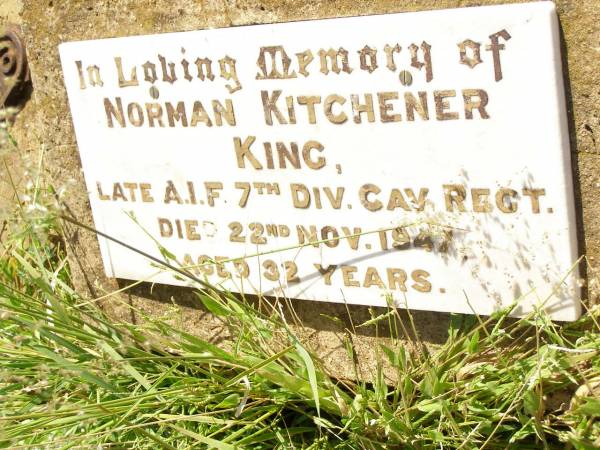 In Loving Memory of
NORMAN KITCHENER
KING,
LATE A.I.F. 7TH DIV. CAV. REGT.
DIED 22ND NOV.
AGED 32 YEARS.